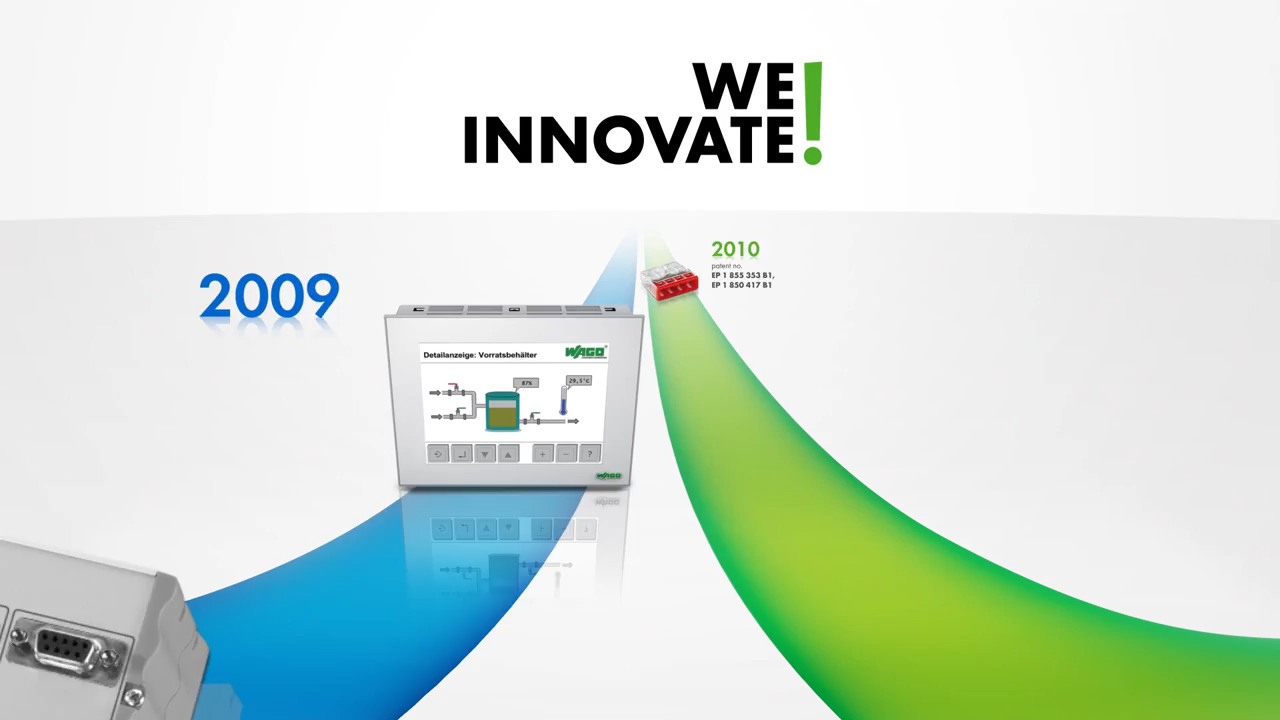 WE
INNOVATE!
2010
patent no.
EP 1 855 353 B1,
EP 1 850 417 B1
2009
Detailanzeige: Vorratsbehälter
WAGO
87%
29,5°C
+ − ?
WAGO